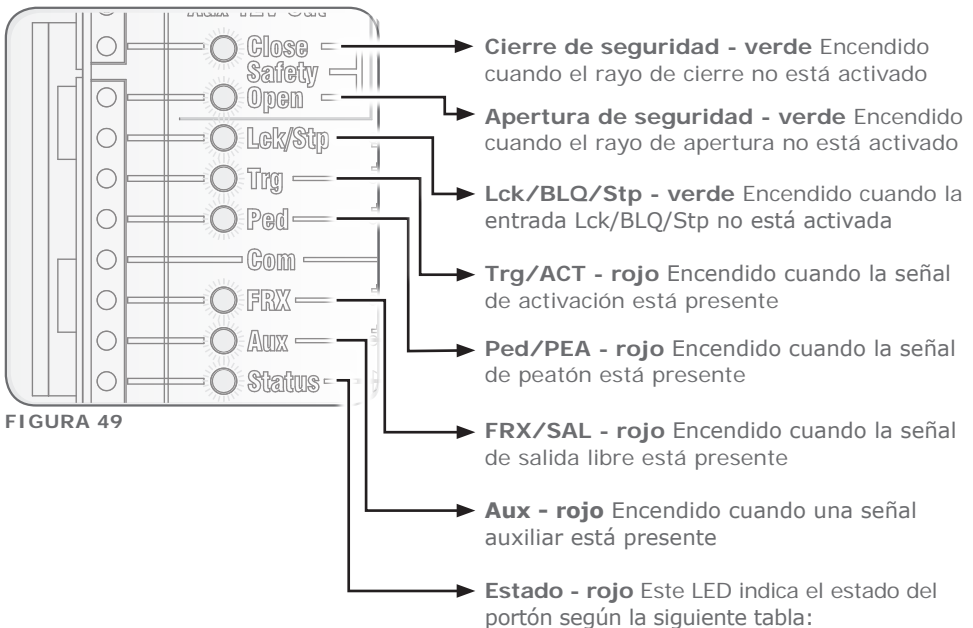 Close
Safety
Open
Lck/Stp
Trg
Ped
Com
FRX
Aux
Status
FIGURA 49
Cierre de seguridad - verde Encendido
cuando el rayo de cierre no está activado
Apertura de seguridad - verde Encendido
cuando el rayo de apertura no está activado
Lck/BLQ/Stp - verde Encendido cuando la
entrada Lck/BLQ/Stp no está activada
Trg/ACT - rojo Encendido cuando la señal
de activación está presente
Ped/PEA - rojo Encendido cuando la señal
de peatón está presente
FRX/SAL - rojo Encendido cuando la señal
de salida libre está presente
Aux - rojo Encendido cuando una señal
auxiliar está presente
Estado - rojo Este LED indica el estado del
portón según la siguiente tabla: